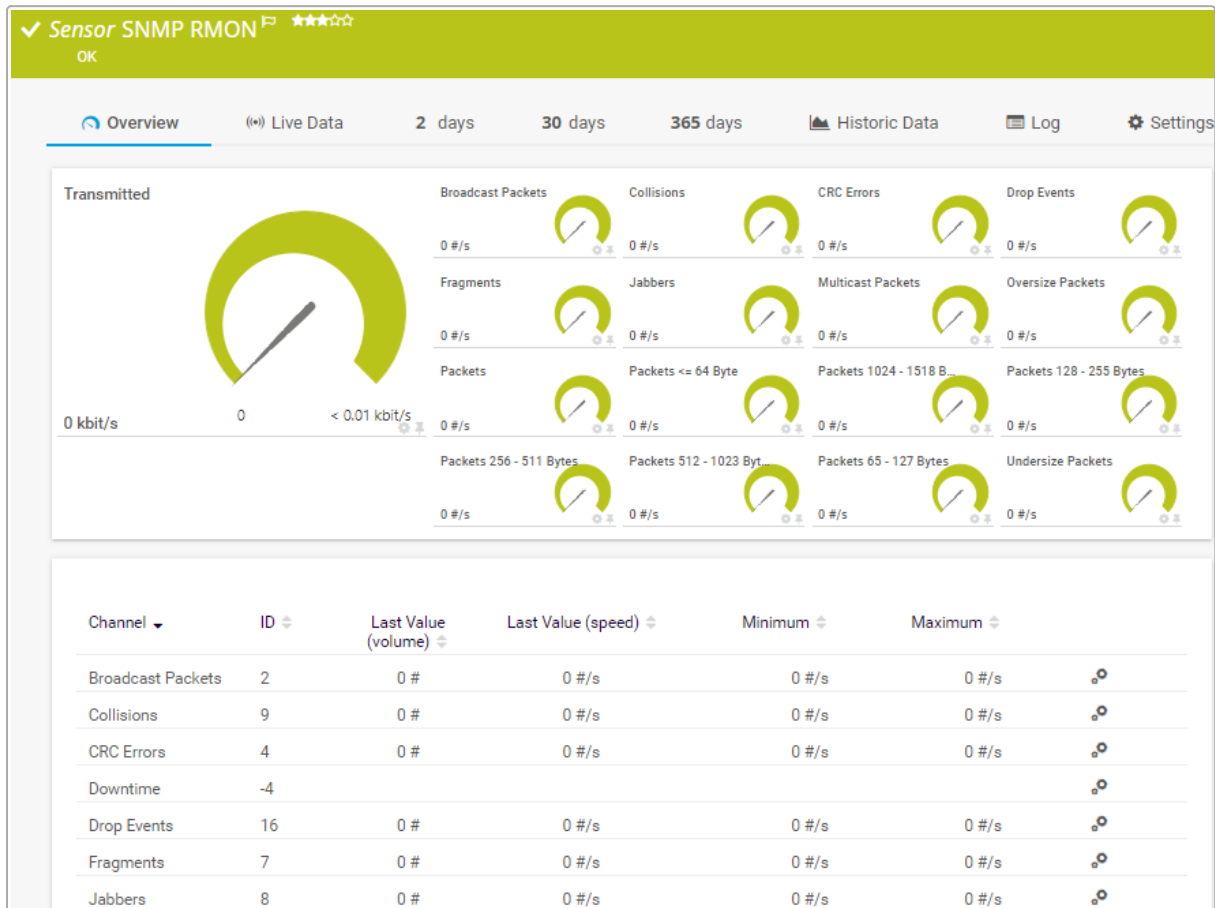 Sensor SNMP RMON
OK
Overview Live Data 2 days 30 days 365 days Historic Data Log Settings
Transmitted
0 kbit/s
0 < 0.01 kbit/s
Broadcast Packets Collisions CRC Errors Drop Events
0 #/s 0 #/s 0 #/s 0 #/s
Fragments Jabbers Multicast Packets Oversize Packets
0 #/s 0 #/s 0 #/s 0 #/s
Packets Packets <= 64 Byte Packets 1024 - 1518 B... Packets 128 - 255 Bytes
0 #/s 0 #/s 0 #/s 0 #/s
Packets 256 - 511 Bytes Packets 512 - 1023 Byt... Packets 65 - 127 Bytes Undersize Packets
0 #/s 0 #/s 0 #/s 0 #/s
Channel ID Last Value (volume) Last Value (speed) Minimum Maximum
Broadcast Packets 2 0 # 0 #/s 0 #/s 0 #/s
Collisions 9 0 # 0 #/s 0 #/s 0 #/s
CRC Errors 4 0 # 0 #/s 0 #/s 0 #/s
Downtime -4
Drop Events 16 0 # 0 #/s 0 #/s 0 #/s
Fragments 7 0 # 0 #/s 0 #/s 0 #/s
Jabbers 8 0 # 0 #/s 0 #/s 0 #/s